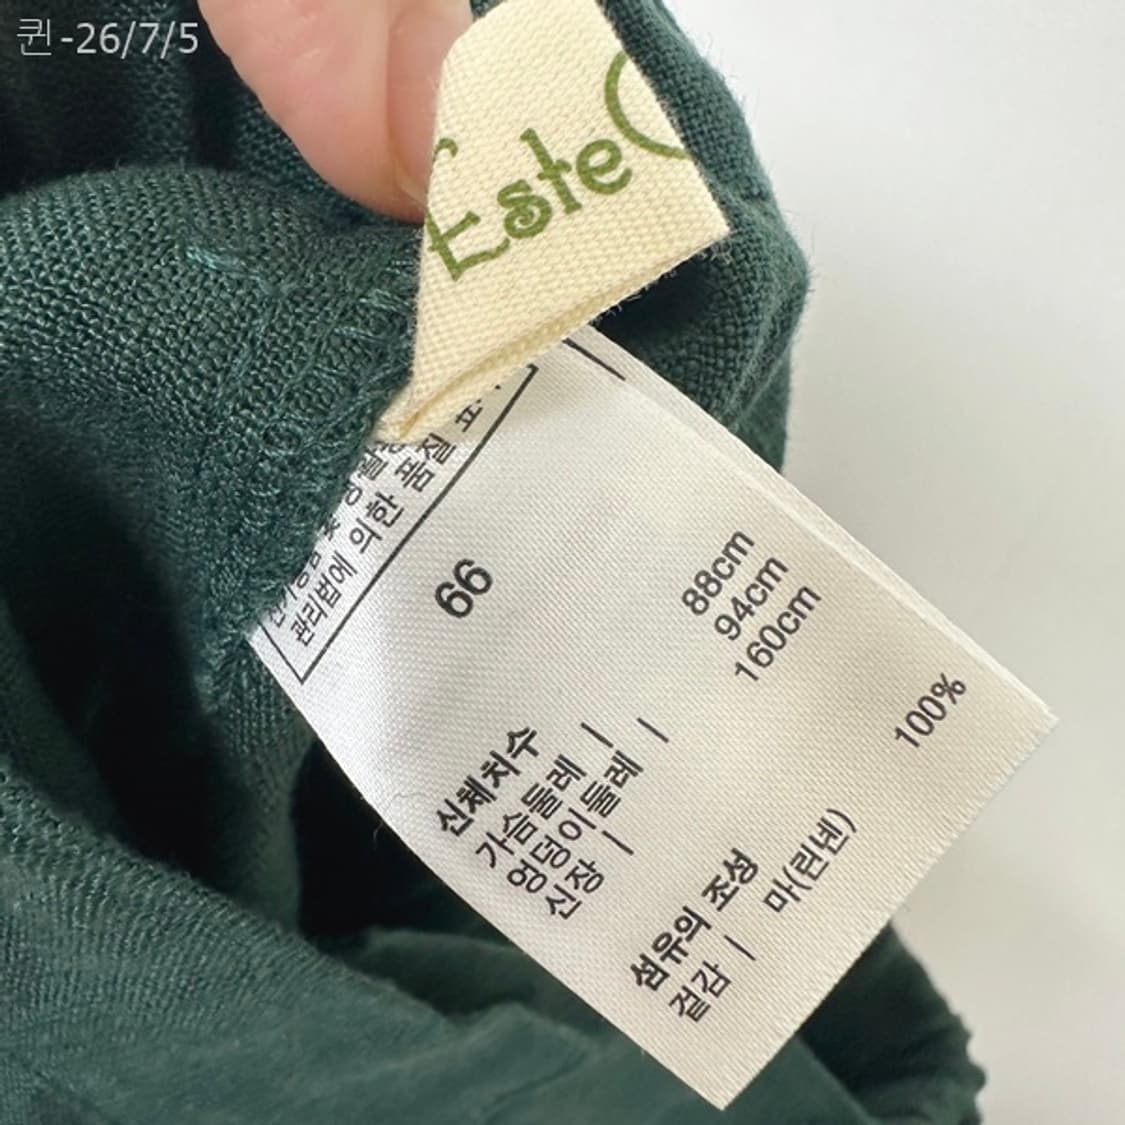 퀸-26/7/5
Este
관리법에 의한 품질 표
신체치수 66
가슴둘레 | 88cm
엉덩이둘레 | 94cm
신장 | 160cm
섬유의 조성
겉감 | 마(린넨) 100%